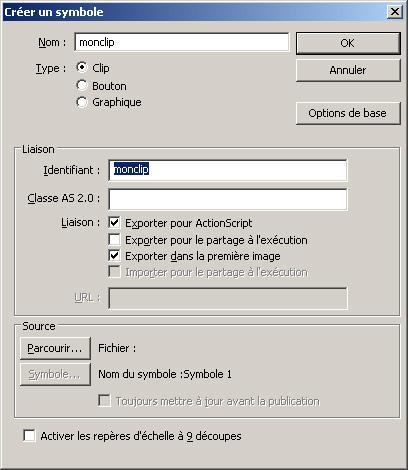 Créer un symbole
Nom : monclip OK
Type : Clip Annuler
Bouton
Graphique
Options de base
Liaison
Identifiant : monclip
Classe AS 2.0 :
Liaison : Exporter pour ActionScript
Exporter pour le partage à l'exécution
Exporter dans la première image
Importer pour le partage à l'exécution
URL :
Source
Parcourir... Fichier :
Symbole... Nom du symbole :Symbole 1
Toujours mettre à jour avant la publication
Activer les repères d'échelle à 9 découpes